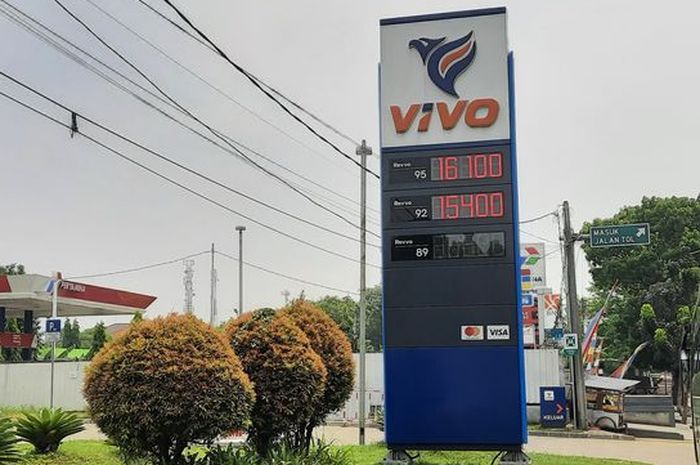 VIVO
Revvo 95 16100
Revvo 92 15400
Revvo 89
VISA
MASUK
JALAN TOL
PERTAMINA
P
KELUAR